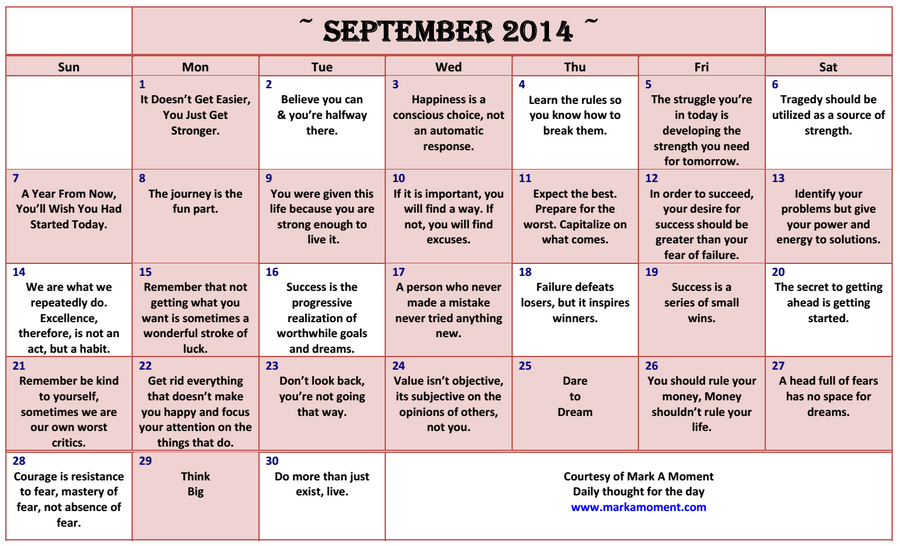 ~ SEPTEMBER 2014 ~
Sun Mon Tue Wed Thu Fri Sat
1
It Doesn't Get Easier,
You Just Get
Stronger.
2
Believe you can
& you're halfway
there.
3
Happiness is a
conscious choice, not
an automatic
response.
4
Learn the rules so
you know how to
break them.
5
The struggle you're
in today is
developing the
strength you need
for tomorrow.
6
Tragedy should be
utilized as a source of
strength.
7
A Year From Now,
You'll Wish You Had
Started Today.
8
The journey is the
fun part.
9
You were given this
life because you are
strong enough to
live it.
10
If it is important, you
will find a way. If
not, you will find
excuses.
11
Expect the best.
Prepare for the
worst. Capitalize on
what comes.
12
In order to succeed,
your desire for
success should be
greater than your
fear of failure.
13
Identify your
problems but give
your power and
energy to solutions.
14
We are what we
repeatedly do.
Excellence,
therefore, is not an
act, but a habit.
15
Remember that not
getting what you
want is sometimes a
wonderful stroke of
luck.
16
Success is the
progressive
realization of
worthwhile goals
and dreams.
17
A person who never
made a mistake
never tried anything
new.
18
Failure defeats
losers, but it inspires
winners.
19
Success is a
series of small
wins.
20
The secret to getting
ahead is getting
started.
21
Remember be kind
to yourself,
sometimes we are
our own worst
critics.
22
Get rid everything
that doesn't make
you happy and focus
your attention on the
things that do.
23
Don't look back,
you're not going
that way.
24
Value isn't objective,
its subjective on the
opinions of others,
not you.
25
Dare
to
Dream
26
You should rule your
money, Money
shouldn't rule your
life.
27
A head full of fears
has no space for
dreams.
28
Courage is resistance
to fear, mastery of
fear, not absence of
fear.
29
Think
Big
30
Do more than just
exist, live.
Courtesy of Mark A Moment
Daily thought for the day
www.markamoment.com